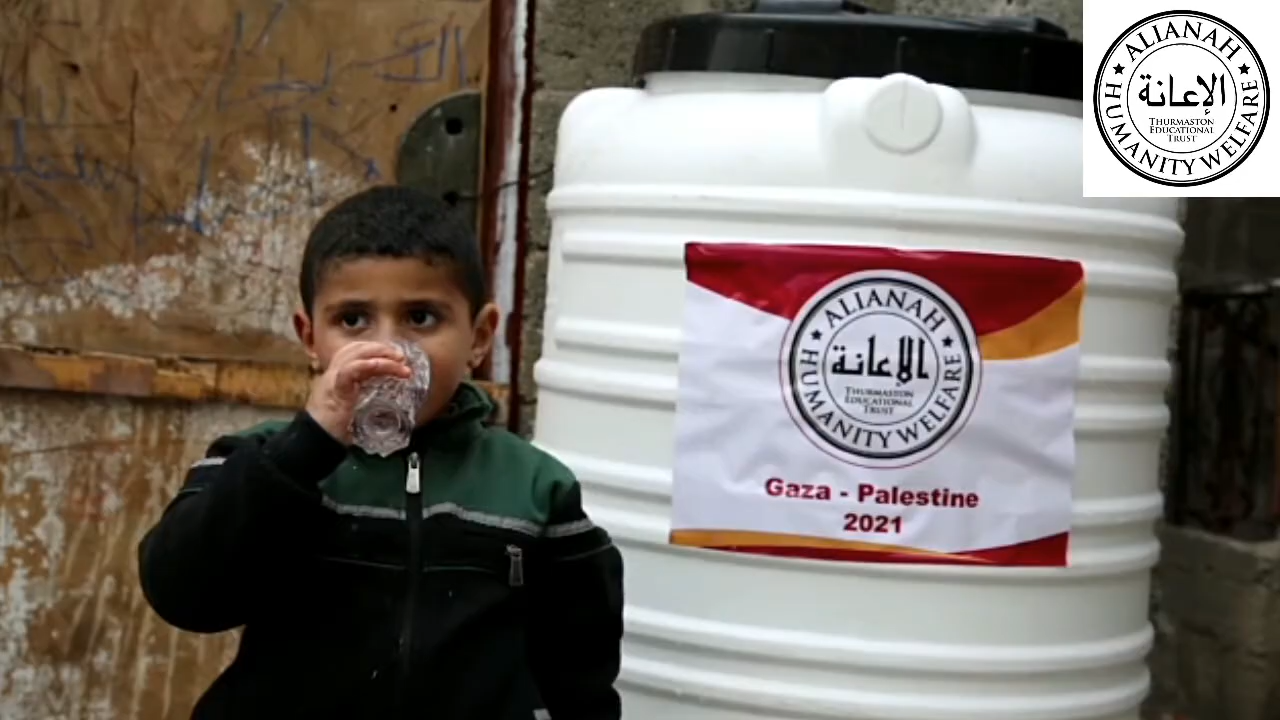 ALIANAH
الإعانة
THURMASTON
EDUCATIONAL
TRUST
HUMANITY WELFARE
ALIANAH
الإعانة
THURMASTON
EDUCATIONAL
TRUST
HUMANITY WELFARE
Gaza - Palestine
2021